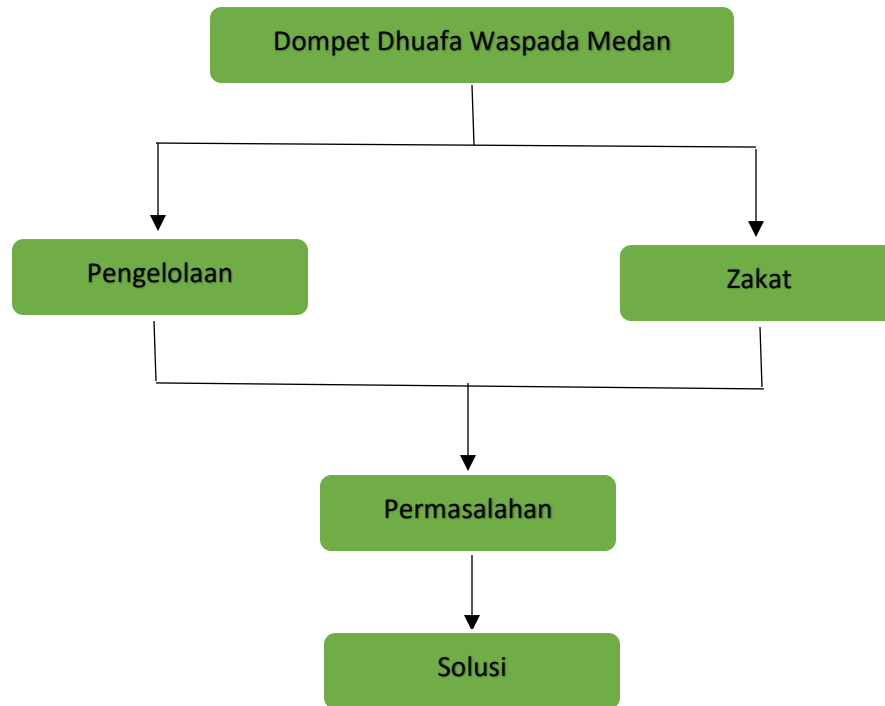 Dompet Dhuafa Waspada Medan
Pengelolaan
Zakat
Permasalahan
Solusi